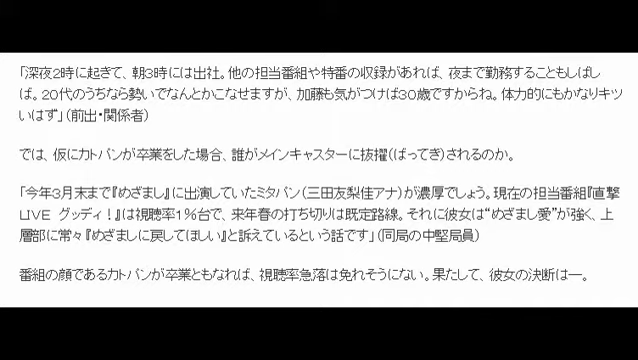 「深夜２時に起きて、朝３時には出社。他の担当番組や特番の収録があれば、夜まで勤務することもしばし
ば。２０代のうちなら勢いでなんとかこなせますが、加藤も気がつけば３０歳ですからね。体力的にもかなりキツ
いはず」（前出・関係者）
では、仮にカトパンが卒業をした場合、誰がメインキャスターに抜擢（ばってき）されるのか。
「今年３月末まで『めざまし』に出演していたミタパン（三田友梨佳アナ）が濃厚でしょう。現在の担当番組『直撃
ＬＩＶＥ グッディ！』は視聴率１％台で、来年春の打ち切りは既定路線。それに彼女は“めざまし愛”が強く、上
層部に常々『めざましに戻してほしい』と訴えているという話です」（同局の中堅局員）
番組の顔であるカトパンが卒業ともなれば、視聴率急落は免れそうにない。果たして、彼女の決断は―。